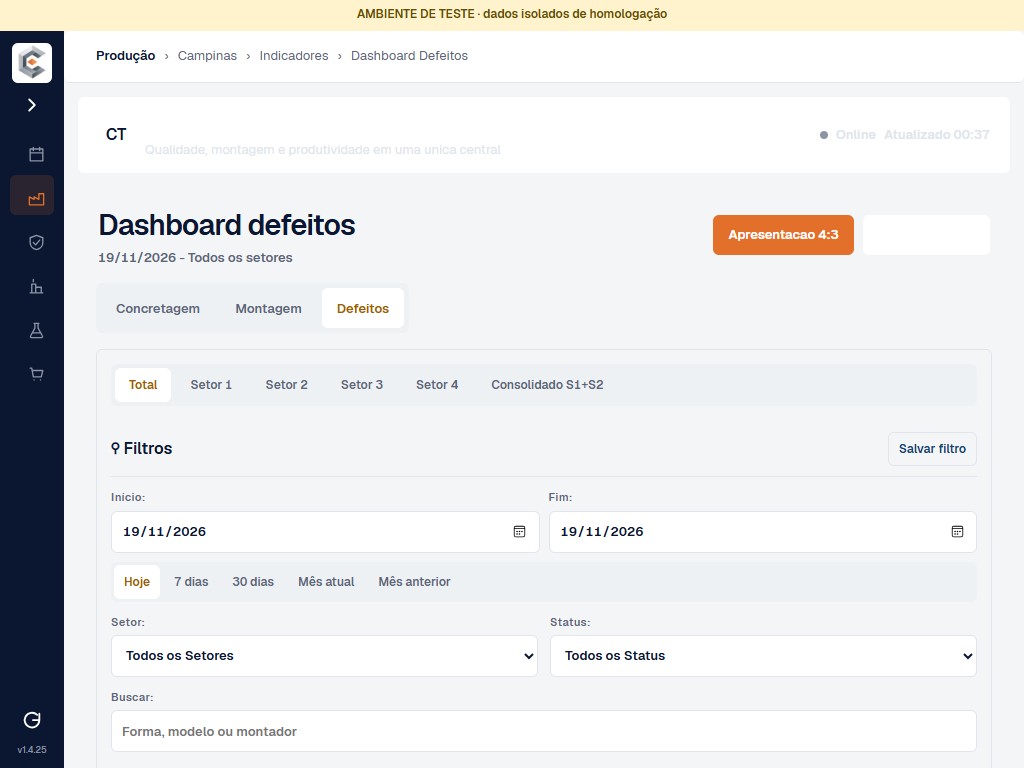 AMBIENTE DE TESTE · dados isolados de homologação
Produção › Campinas › Indicadores › Dashboard Defeitos
CT
Online Atualizado 00:37
Qualidade, montagem e produtividade em uma unica central
Dashboard defeitos
Apresentacao 4:3
19/11/2026 - Todos os setores
Concretagem Montagem Defeitos
Total Setor 1 Setor 2 Setor 3 Setor 4 Consolidado S1+S2
Filtros
Salvar filtro
Início: Fim:
19/11/2026 19/11/2026
Hoje 7 dias 30 dias Mês atual Mês anterior
Setor: Status:
Todos os Setores Todos os Status
Buscar:
Forma, modelo ou montador
v1.4.25